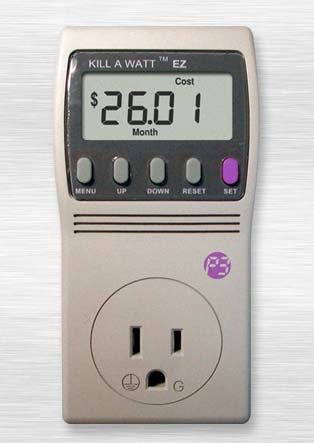 KILL A WATT™ EZ
Cost
$26.01
Month
MENU UP DOWN RESET SET
P3
G